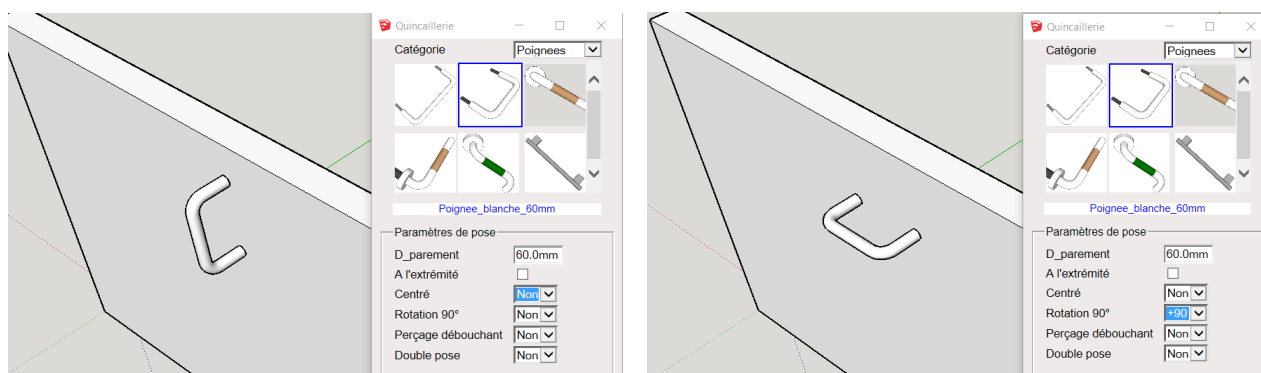 Quincaillerie
Catégorie Poignees
Poignee_blanche_60mm
Paramètres de pose
D_parement 60.0mm
A l'extrémité
Centré Non
Rotation 90° Non
Perçage débouchant Non
Double pose Non
Quincaillerie
Catégorie Poignees
Poignee_blanche_60mm
Paramètres de pose
D_parement 60.0mm
A l'extrémité
Centré Non
Rotation 90° +90
Perçage débouchant Non
Double pose Non